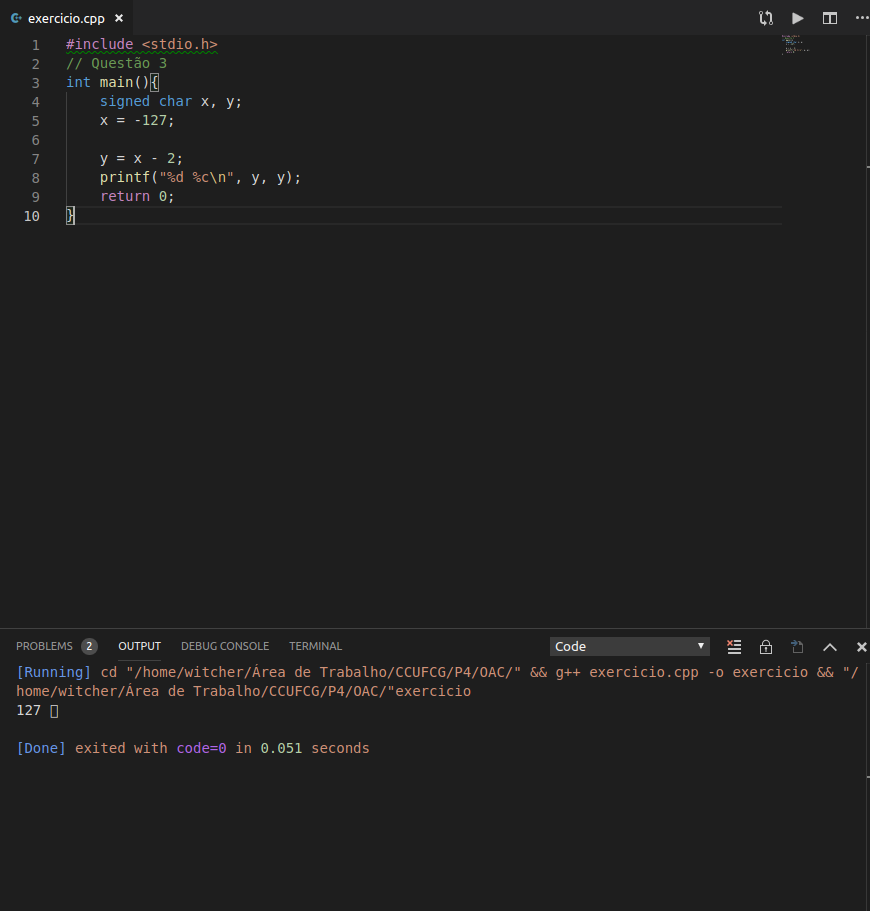 exercicio.cpp ×
1 #include <stdio.h>
2 // Questão 3
3 int main(){
4 signed char x, y;
5 x = -127;
6
7 y = x - 2;
8 printf("%d %c\n", y, y);
9 return 0;
10 }
PROBLEMS 2 OUTPUT DEBUG CONSOLE TERMINAL Code
[Running] cd "/home/witcher/Área de Trabalho/CCUFCG/P4/OAC/" && g++ exercicio.cpp -o exercicio && "/
home/witcher/Área de Trabalho/CCUFCG/P4/OAC/"exercicio
127 
[Done] exited with code=0 in 0.051 seconds